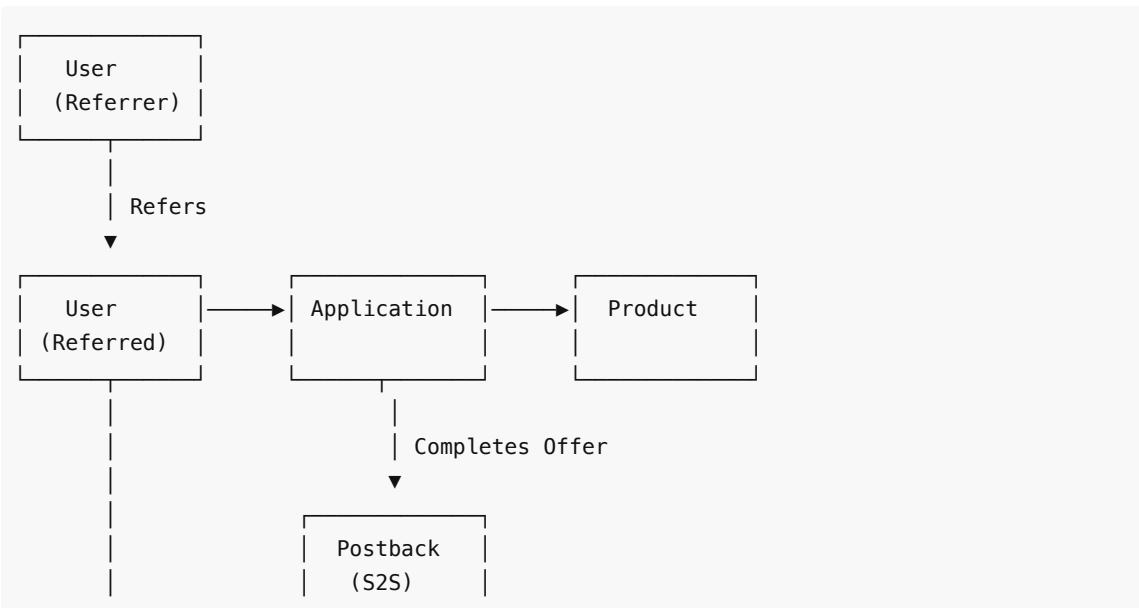 User
(Referrer)
Refers
User Application Product
(Referred)
Completes Offer
Postback
(S2S)